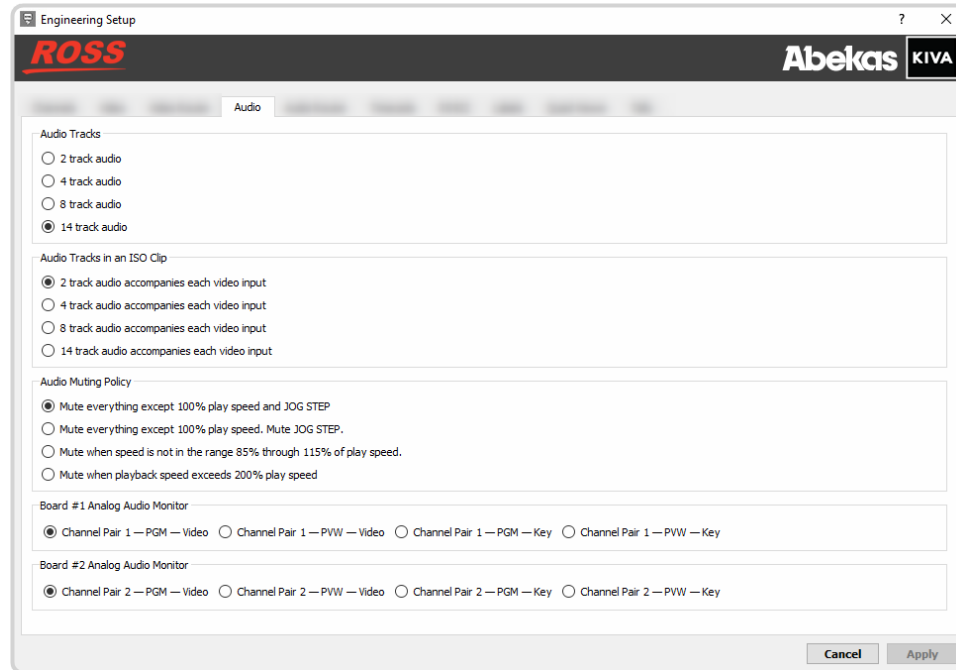 Engineering Setup
?
ROSS
Abekas KIVA
Audio
Audio Tracks
2 track audio
4 track audio
8 track audio
14 track audio
Audio Tracks in an ISO Clip
2 track audio accompanies each video input
4 track audio accompanies each video input
8 track audio accompanies each video input
14 track audio accompanies each video input
Audio Muting Policy
Mute everything except 100% play speed and JOG STEP
Mute everything except 100% play speed. Mute JOG STEP.
Mute when speed is not in the range 85% through 115% of play speed.
Mute when playback speed exceeds 200% play speed
Board #1 Analog Audio Monitor
Channel Pair 1 — PGM — Video Channel Pair 1 — PVW — Video Channel Pair 1 — PGM — Key Channel Pair 1 — PVW — Key
Board #2 Analog Audio Monitor
Channel Pair 2 — PGM — Video Channel Pair 2 — PVW — Video Channel Pair 2 — PGM — Key Channel Pair 2 — PVW — Key
Cancel Apply